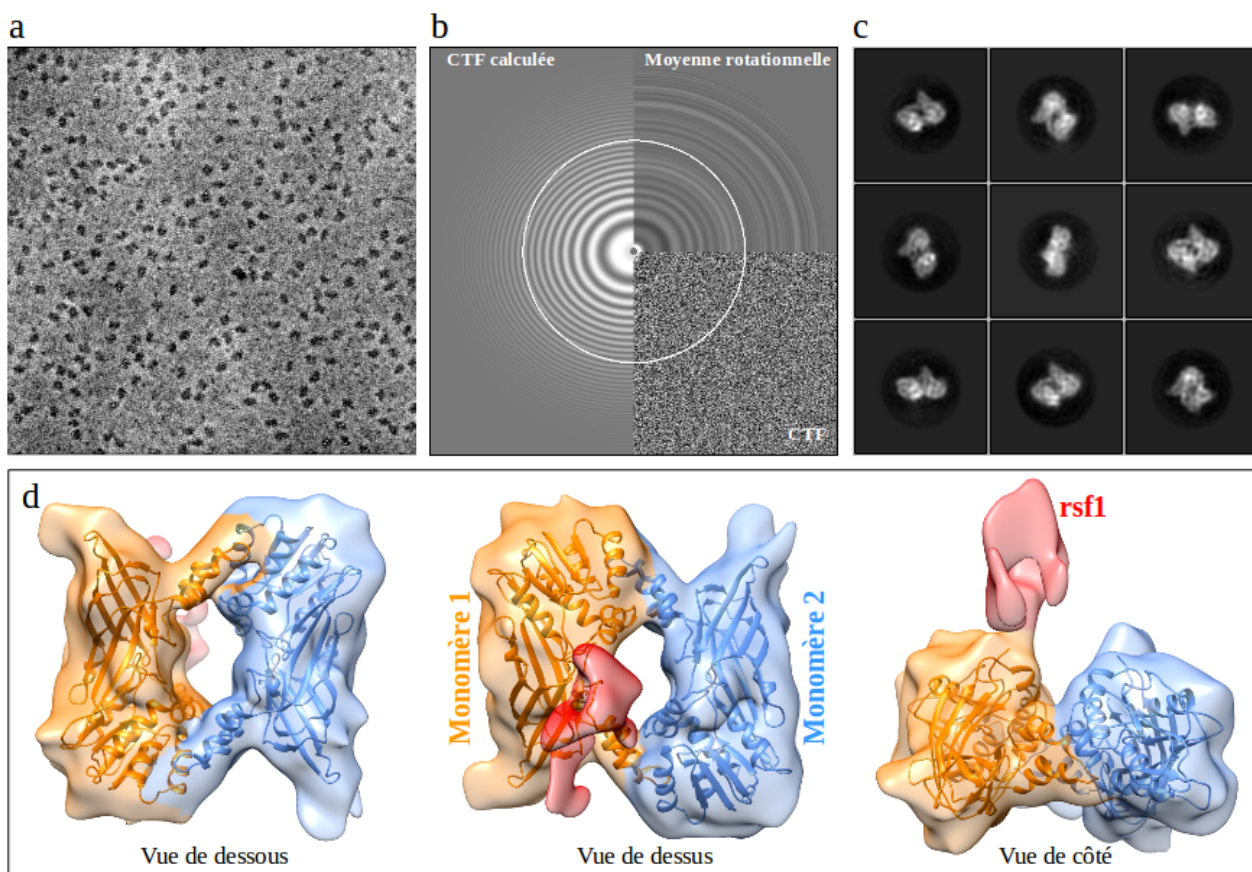 a
b
c
CTF calculée
Moyenne rotationnelle
CTF
d
rsf1
Monomère 1
Monomère 2
Vue de dessous
Vue de dessus
Vue de côté